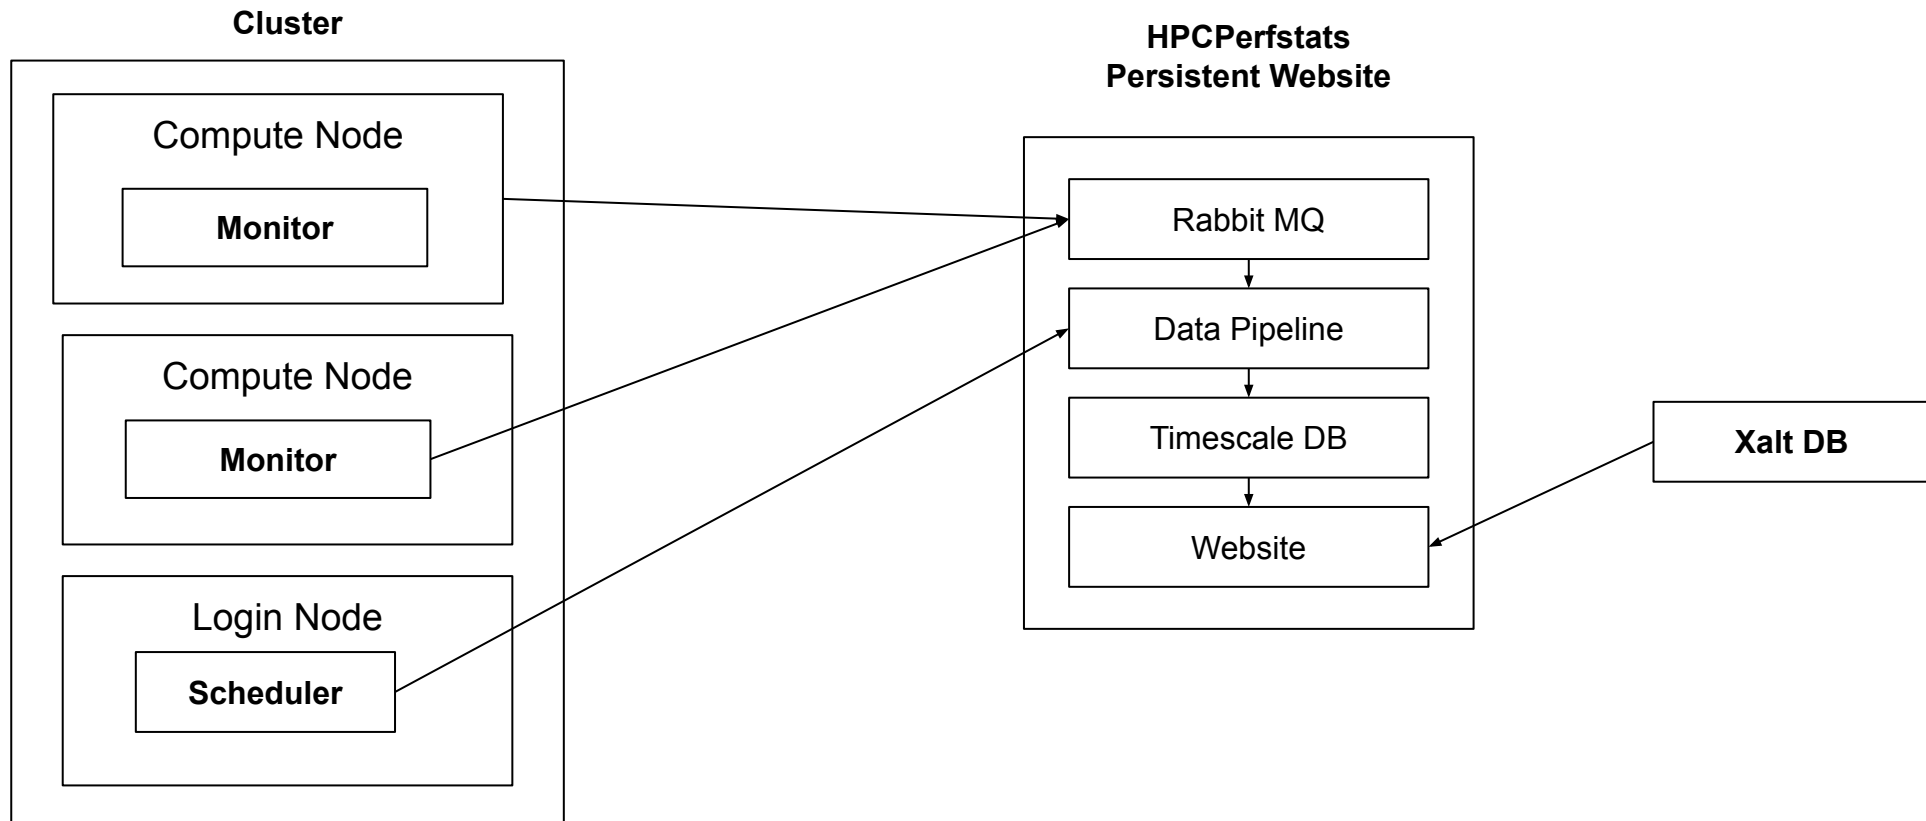 Cluster
Compute Node
Monitor
Compute Node
Monitor
Login Node
Scheduler
HPCPerfstats
Persistent Website
Rabbit MQ
Data Pipeline
Timescale DB
Website
Xalt DB